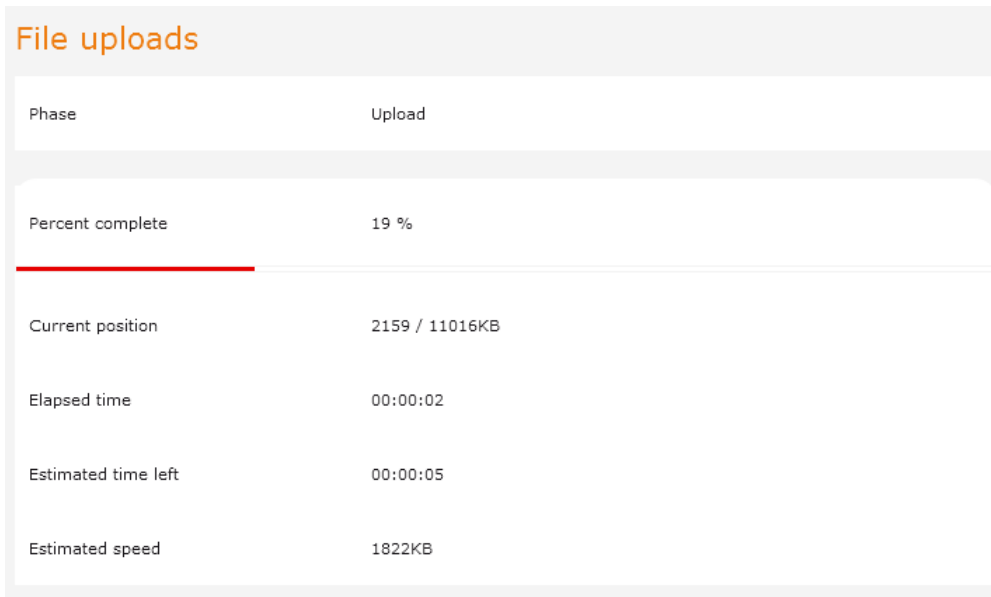 File uploads
Phase Upload
Percent complete 19 %
Current position 2159 / 11016KB
Elapsed time 00:00:02
Estimated time left 00:00:05
Estimated speed 1822KB